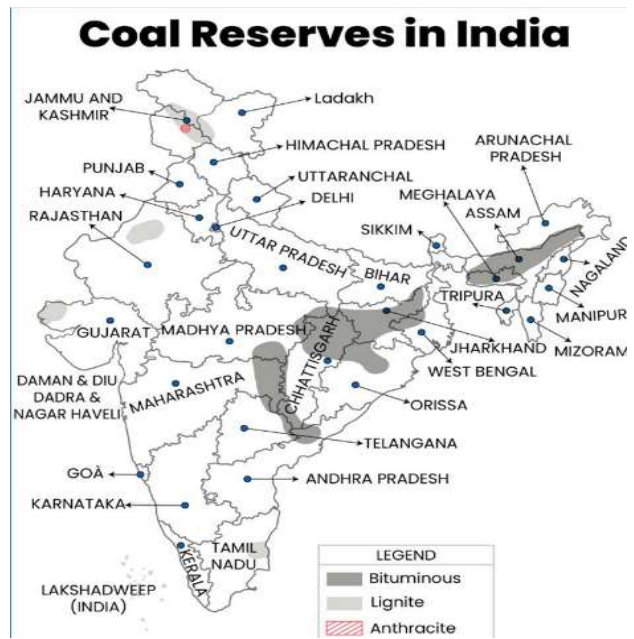 Coal Reserves in India
JAMMU AND
KASHMIR
Ladakh
HIMACHAL PRADESH
ARUNACHAL
PRADESH
PUNJAB
UTTARANCHAL
MEGHALAYA
HARYANA
DELHI
ASSAM
RAJASTHAN
SIKKIM
UTTAR PRADESH
BIHAR
NAGALAND
TRIPURA
MANIPUR
GUJARAT
MADHYA PRADESH
CHHATTISGARH
JHARKHAND
MIZORAM
WEST BENGAL
DAMAN & DIU
DADRA &
NAGAR HAVELI
MAHARASHTRA
ORISSA
TELANGANA
GOÀ
ANDHRA PRADESH
KARNATAKA
TAMIL
NADU
KERALA
LAKSHADWEEP
(INDIA)
LEGEND
Bituminous
Lignite
Anthracite